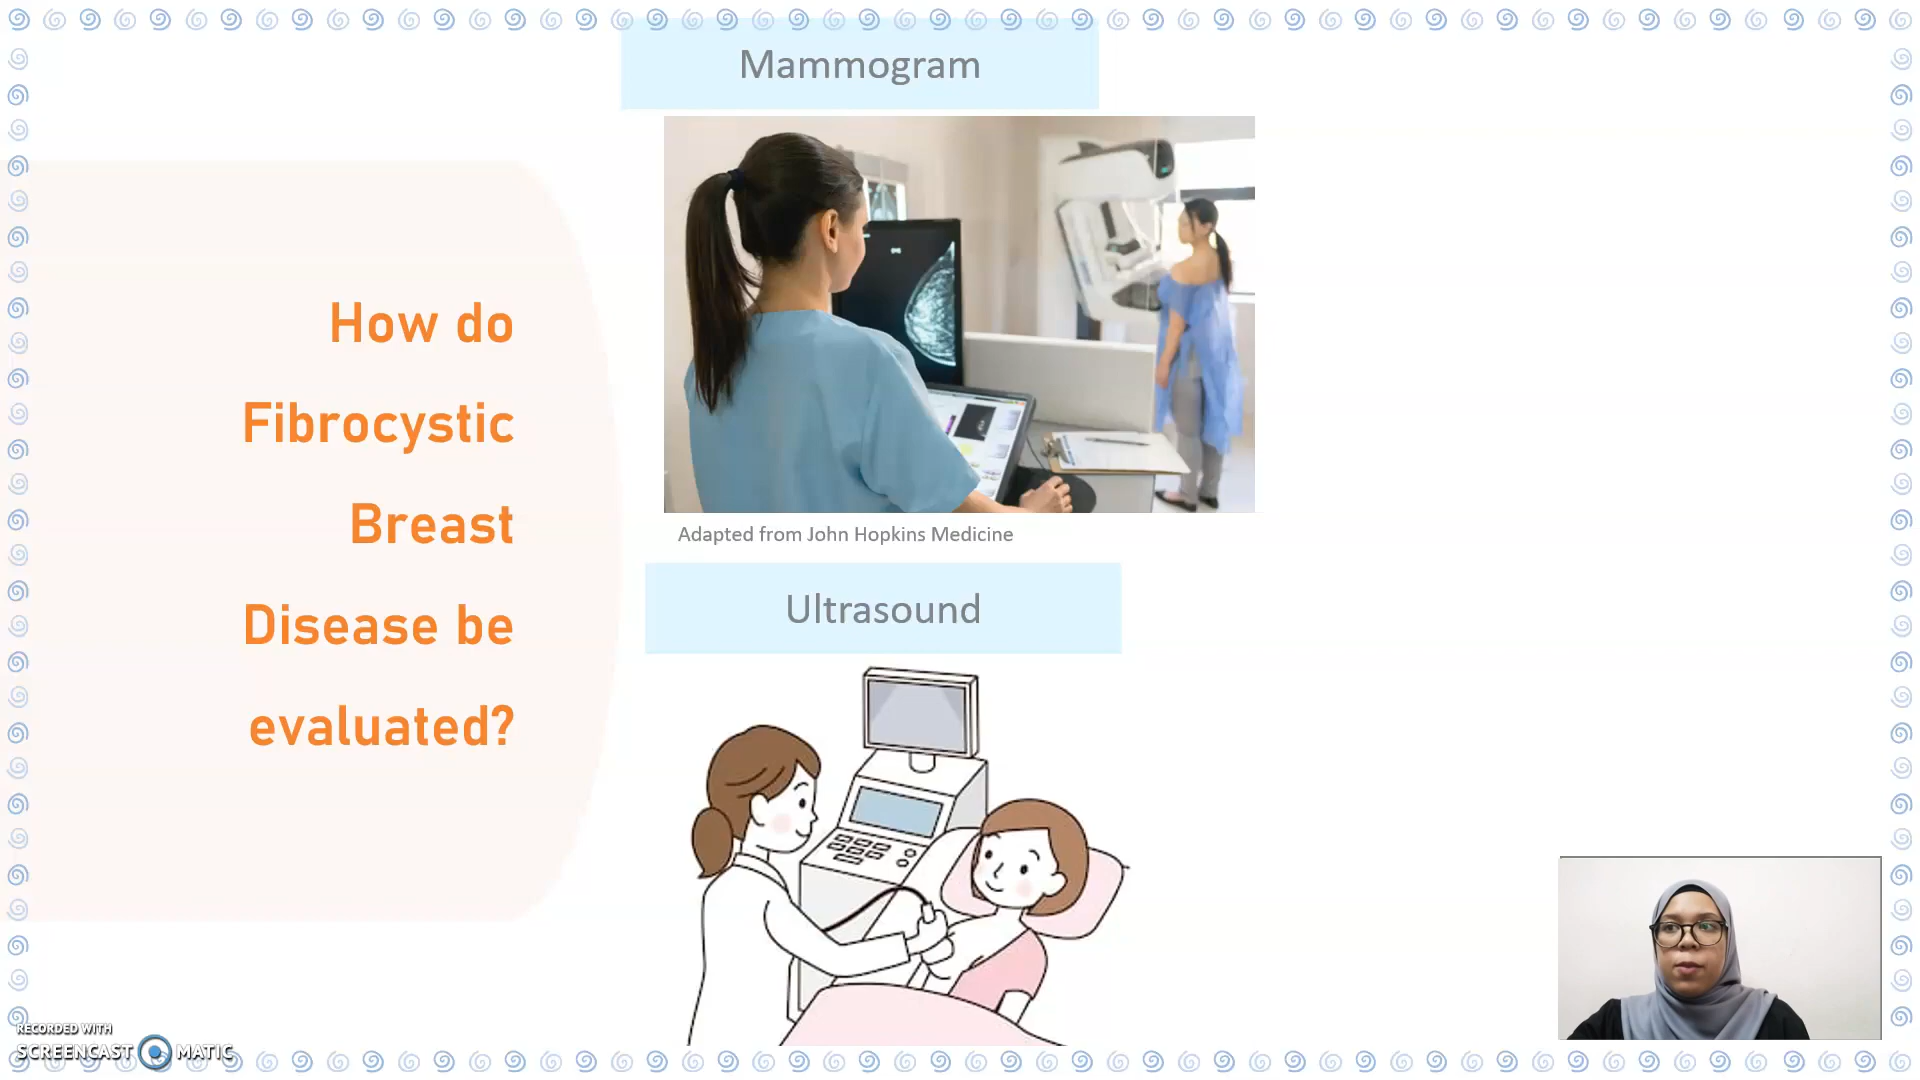 Mammogram
How do
Fibrocystic
Breast
Disease be
evaluated?
Adapted from John Hopkins Medicine
Ultrasound
RECORDED WITH
SCREENCAST MATIC